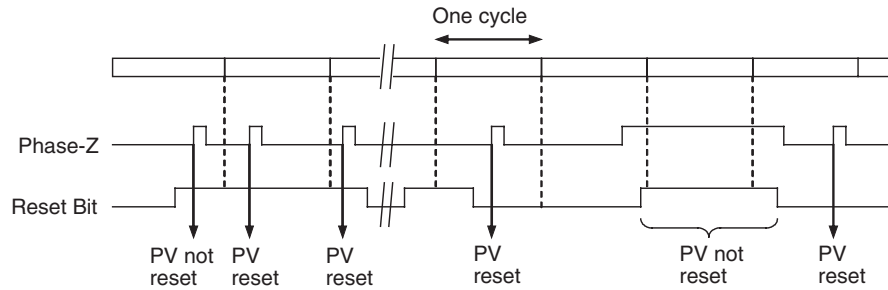 One cycle
Phase-Z
Reset Bit
PV not
reset
PV
reset
PV
reset
PV
reset
PV not
reset
PV
reset